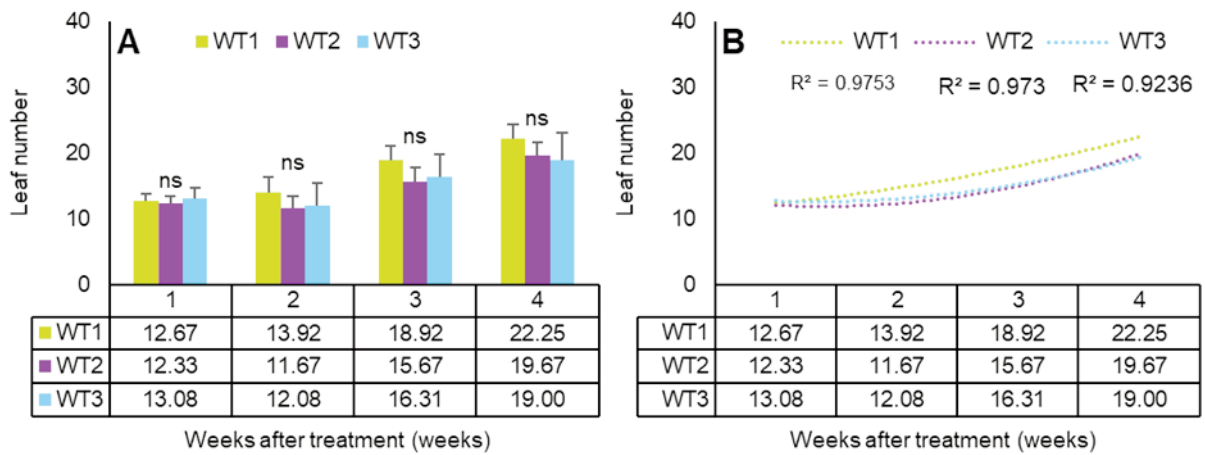 A
WT1 WT2 WT3
40
30
20
10
0
Leaf number
ns
ns
ns
ns
1 2 3 4
WT1 12.67 13.92 18.92 22.25
WT2 12.33 11.67 15.67 19.67
WT3 13.08 12.08 16.31 19.00
Weeks after treatment (weeks)
B
WT1 WT2 WT3
R² = 0.9753 R² = 0.973 R² = 0.9236
40
30
20
10
0
Leaf number
1 2 3 4
WT1 12.67 13.92 18.92 22.25
WT2 12.33 11.67 15.67 19.67
WT3 13.08 12.08 16.31 19.00
Weeks after treatment (weeks)